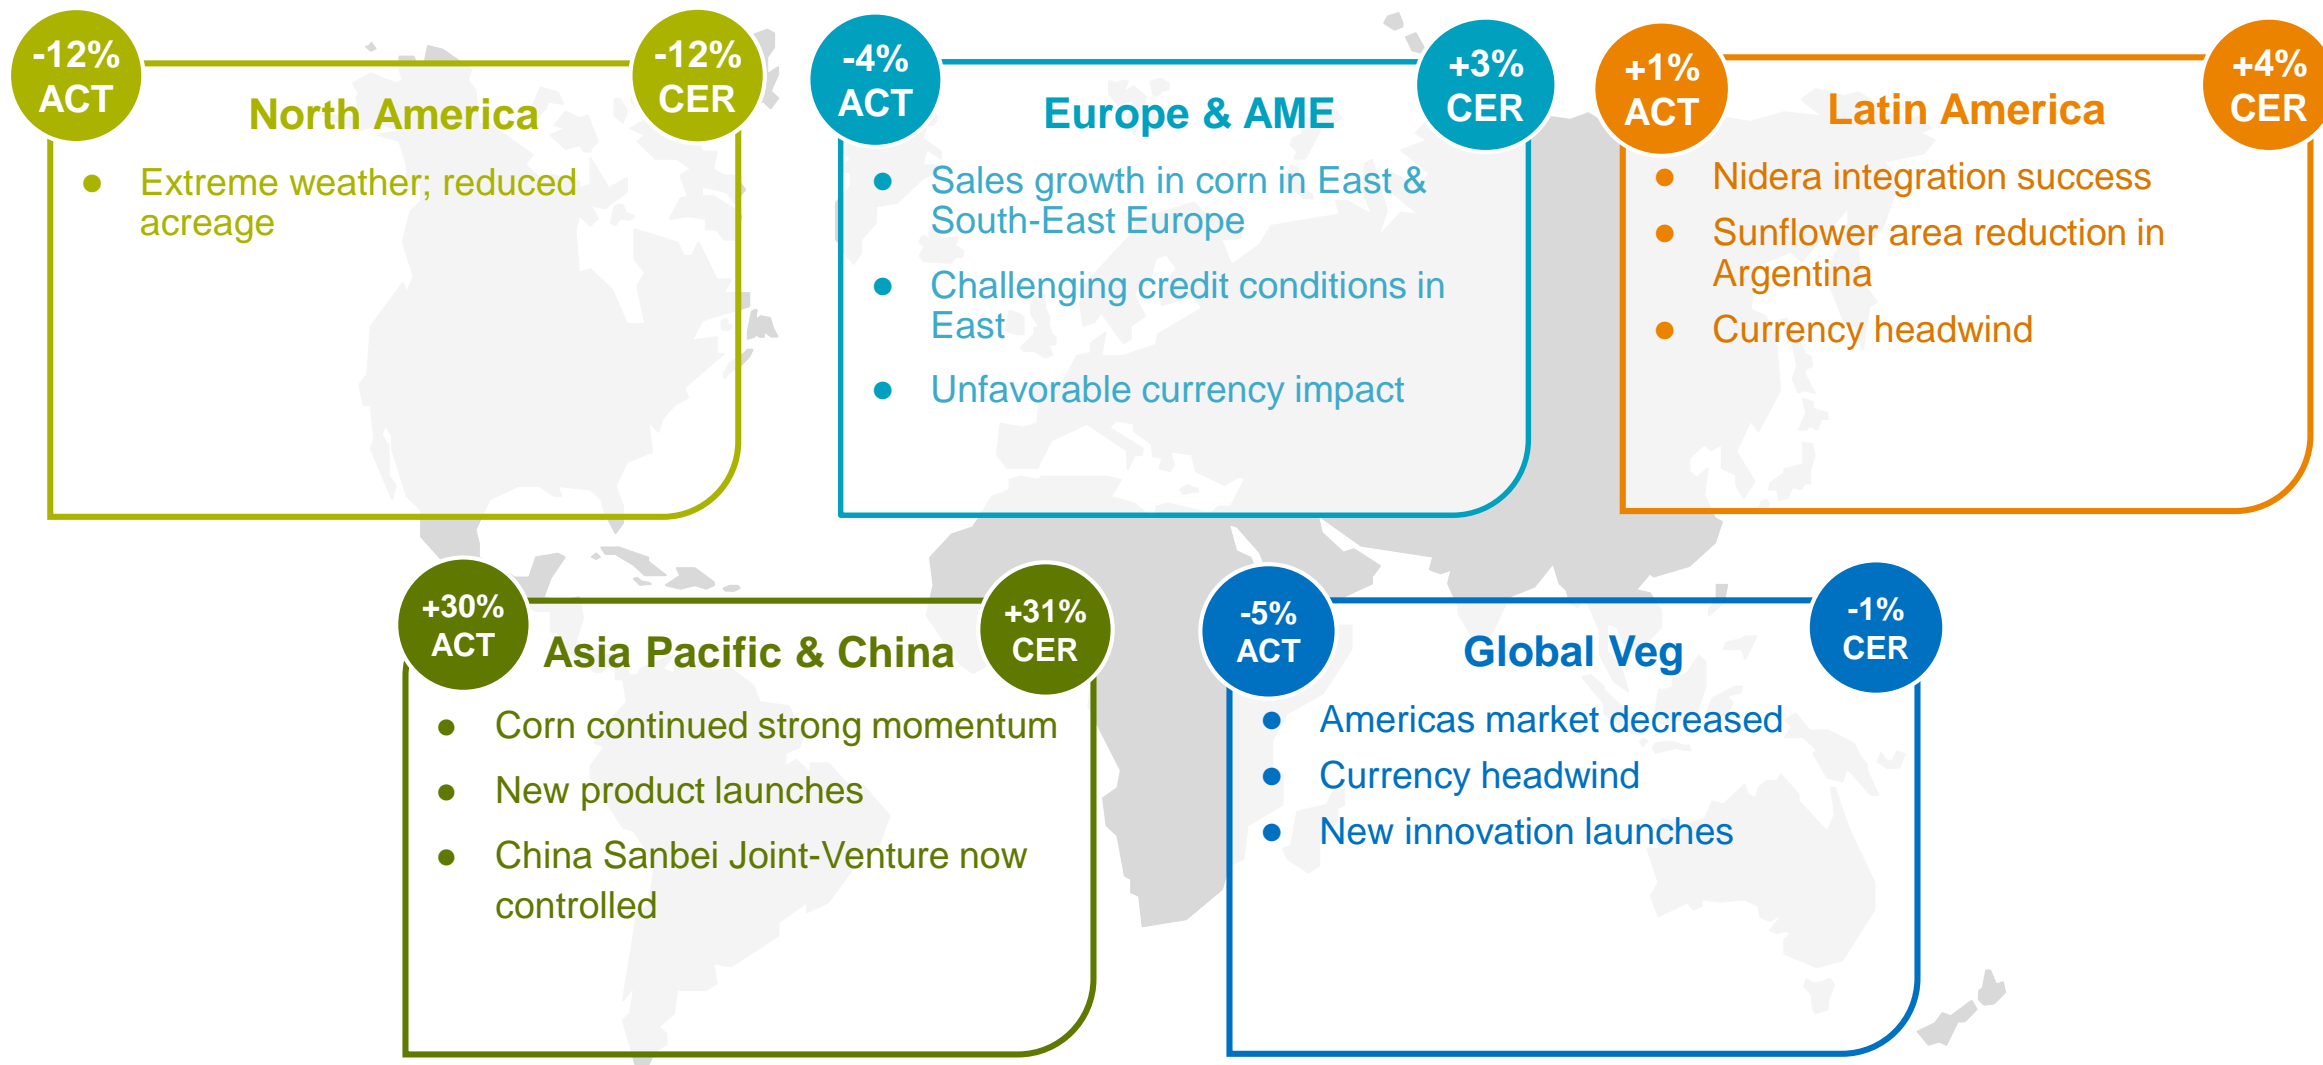 -12%
ACT
North America
-12%
CER
● Extreme weather; reduced
acreage
-4%
ACT
Europe & AME
+3%
CER
● Sales growth in corn in East &
South-East Europe
● Challenging credit conditions in
East
● Unfavorable currency impact
+1%
ACT
Latin America
+4%
CER
● Nidera integration success
● Sunflower area reduction in
Argentina
● Currency headwind
+30%
ACT
Asia Pacific & China
+31%
CER
● Corn continued strong momentum
● New product launches
● China Sanbei Joint-Venture now
controlled
-5%
ACT
Global Veg
-1%
CER
● Americas market decreased
● Currency headwind
● New innovation launches